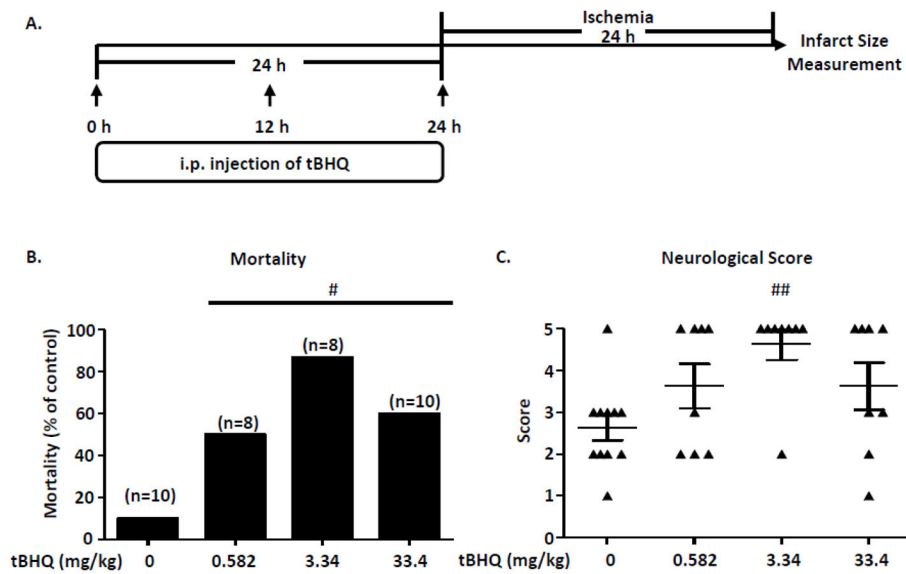 A.
Ischemia
24 h
Infarct Size
Measurement
24 h
0 h 12 h 24 h
i.p. injection of tBHQ
B. Mortality
#
Mortality (% of control)
100
80
60
40
20
0
(n=10)
(n=8)
(n=8)
(n=10)
tBHQ (mg/kg) 0 0.582 3.34 33.4
C. Neurological Score
##
Score
5
4
3
2
1
0
tBHQ (mg/kg) 0 0.582 3.34 33.4